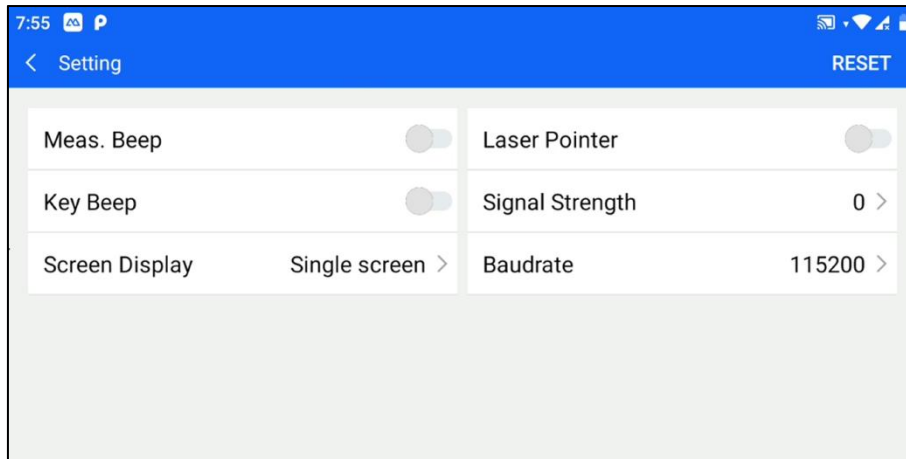 7:55
Setting
RESET
Meas. Beep
Laser Pointer
Key Beep
Signal Strength 0
Screen Display Single screen
Baudrate 115200